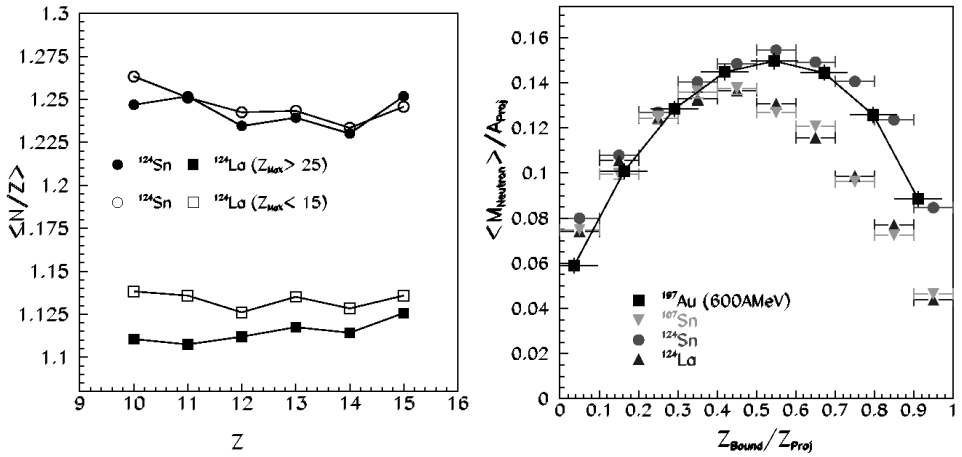 1.3
1.275
1.25
1.225
1.2
1.175
1.15
1.125
1.1
<N/Z>
● ¹²⁴Sn ■ ¹²⁴La (Z_Max > 25)
○ ¹²⁴Sn □ ¹²⁴La (Z_Max < 15)
9 10 11 12 13 14 15 16
Z
0.16
0.14
0.12
0.1
0.08
0.06
0.04
0.02
0
<M_Neutron>/A_Proj
■ ¹⁹⁷Au (600AMeV)
▼ ¹⁰⁷Sn
● ¹²⁴Sn
▲ ¹²⁴La
0 0.1 0.2 0.3 0.4 0.5 0.6 0.7 0.8 0.9 1
Z_Bound/Z_Proj